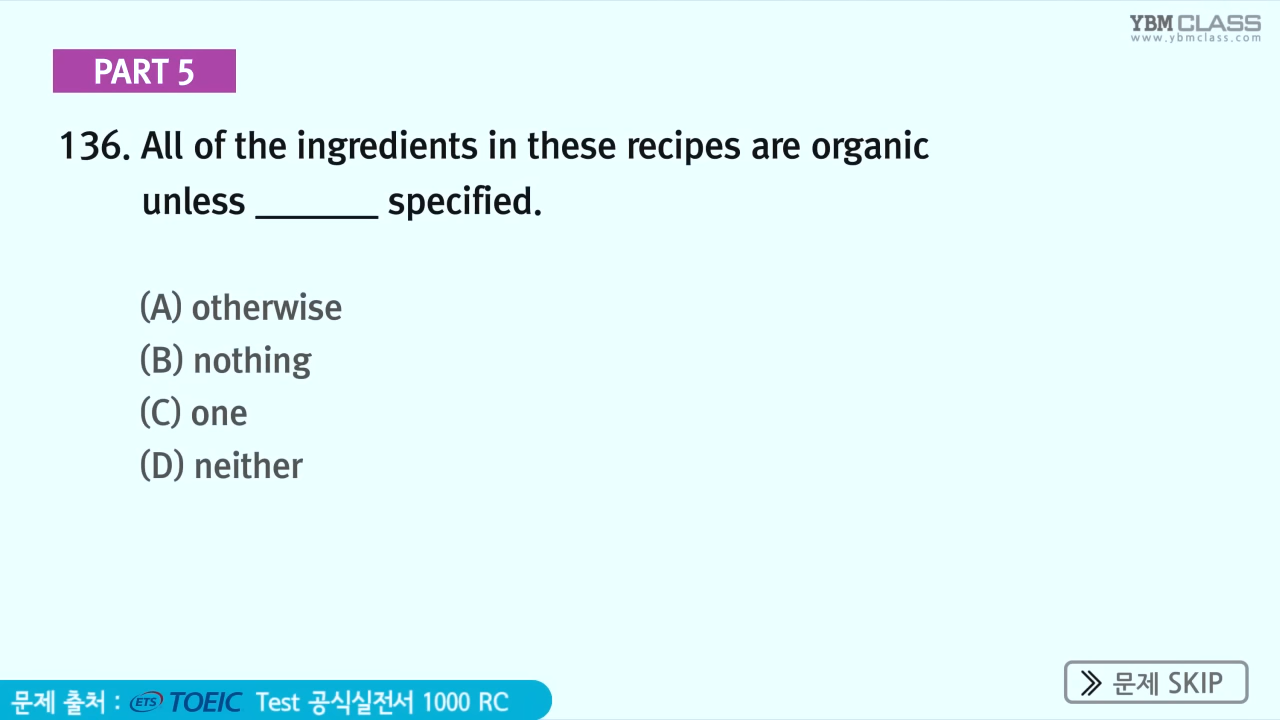 YBM CLASS
www.ybmclass.com
PART 5
136. All of the ingredients in these recipes are organic
unless ______ specified.
(A) otherwise
(B) nothing
(C) one
(D) neither
문제 SKIP
문제 출처 : ETS TOEIC Test 공식실전서 1000 RC